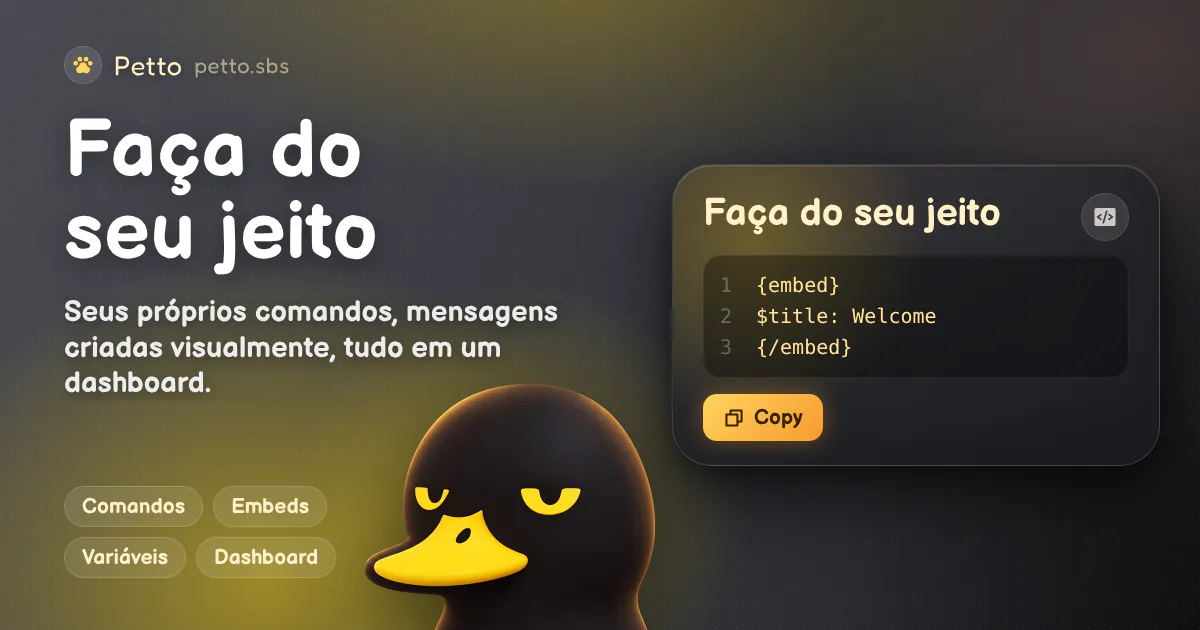 Petto petto.sbs
Faça do
seu jeito
Seus próprios comandos, mensagens
criadas visualmente, tudo em um
dashboard.
Comandos
Embeds
Variáveis
Dashboard
Faça do seu jeito
</>
1 {embed}
2 $title: Welcome
3 {/embed}
Copy